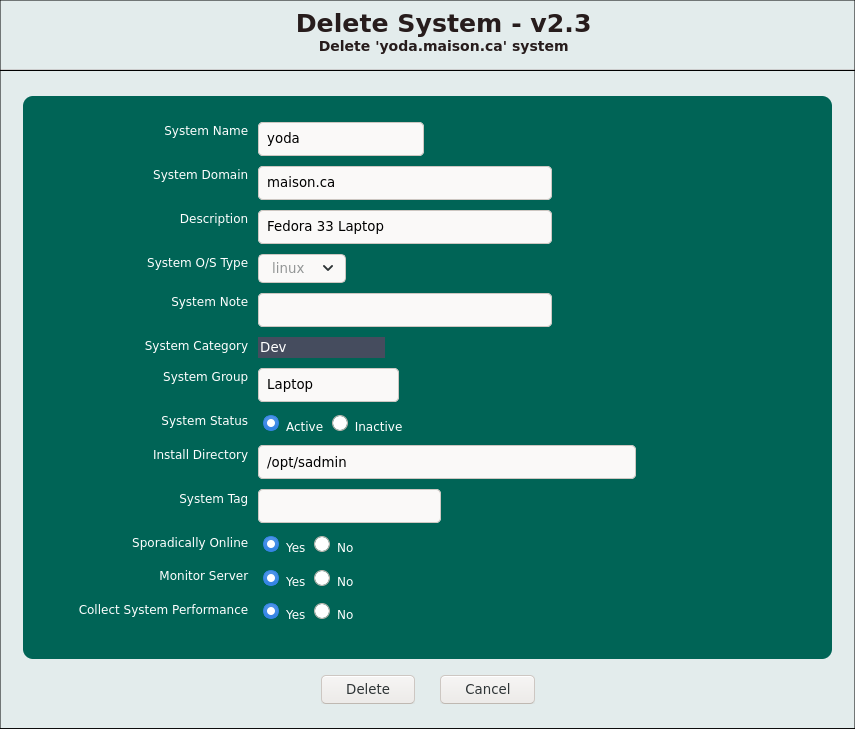 Delete System - v2.3
Delete 'yoda.maison.ca' system
System Name yoda
System Domain maison.ca
Description Fedora 33 Laptop
System O/S Type linux
System Note
System Category Dev
System Group Laptop
System Status Active Inactive
Install Directory /opt/sadmin
System Tag
Sporadically Online Yes No
Monitor Server Yes No
Collect System Performance Yes No
Delete Cancel